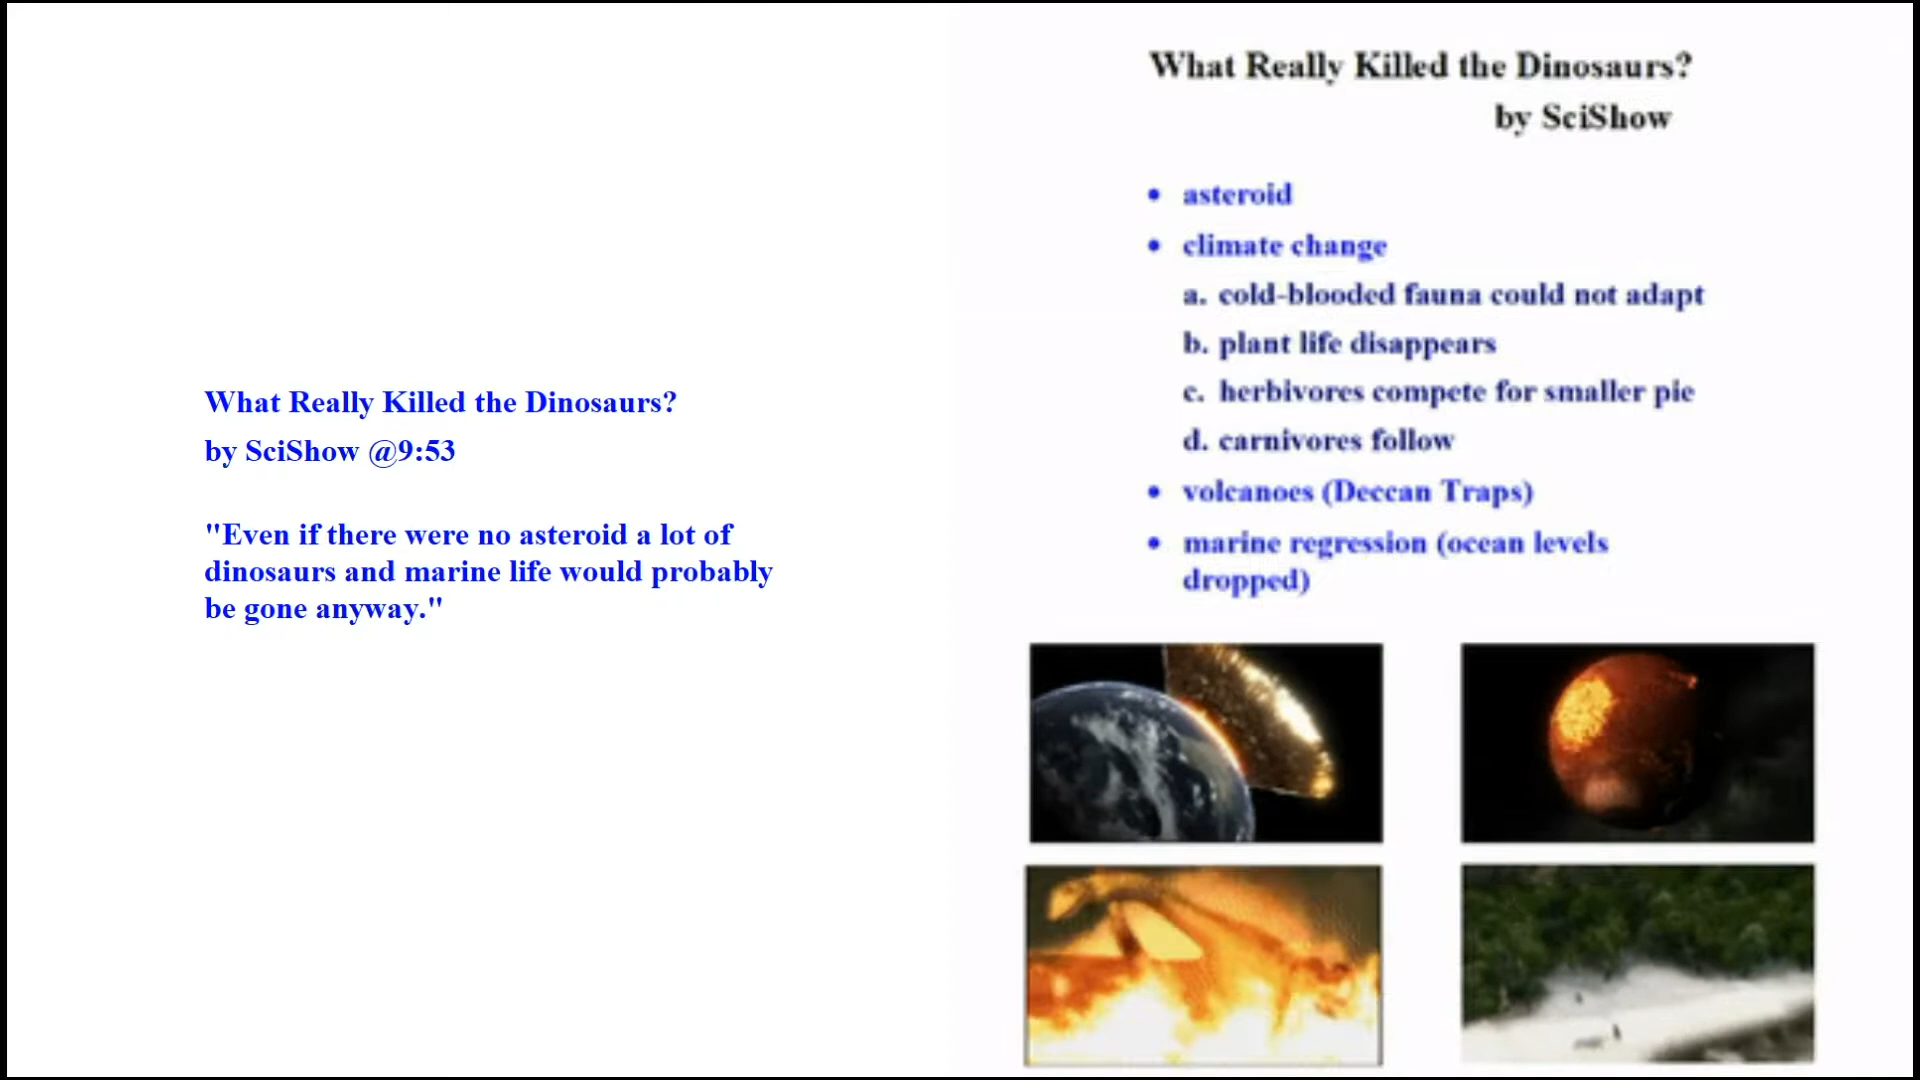 What Really Killed the Dinosaurs?
by SciShow @9:53
"Even if there were no asteroid a lot of
dinosaurs and marine life would probably
be gone anyway."
What Really Killed the Dinosaurs?
by SciShow
• asteroid
• climate change
a. cold-blooded fauna could not adapt
b. plant life disappears
c. herbivores compete for smaller pie
d. carnivores follow
• volcanoes (Deccan Traps)
• marine regression (ocean levels
dropped)